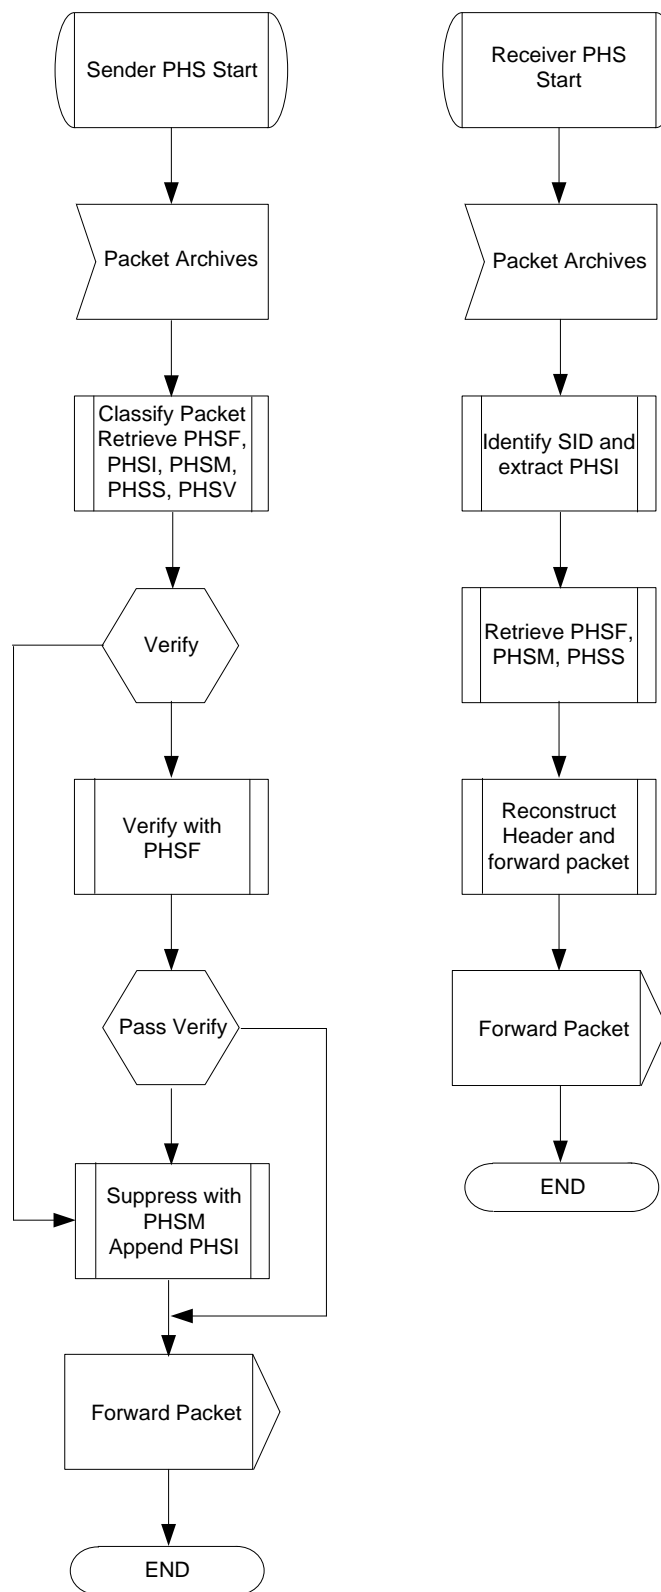 Sender PHS Start
Packet Archives
Classify Packet
Retrieve PHSF,
PHSI, PHSM,
PHSS, PHSV
Verify
Verify with
PHSF
Pass Verify
Suppress with
PHSM
Append PHSI
Forward Packet
END
Receiver PHS
Start
Packet Archives
Identify SID and
extract PHSI
Retrieve PHSF,
PHSM, PHSS
Reconstruct
Header and
forward packet
Forward Packet
END